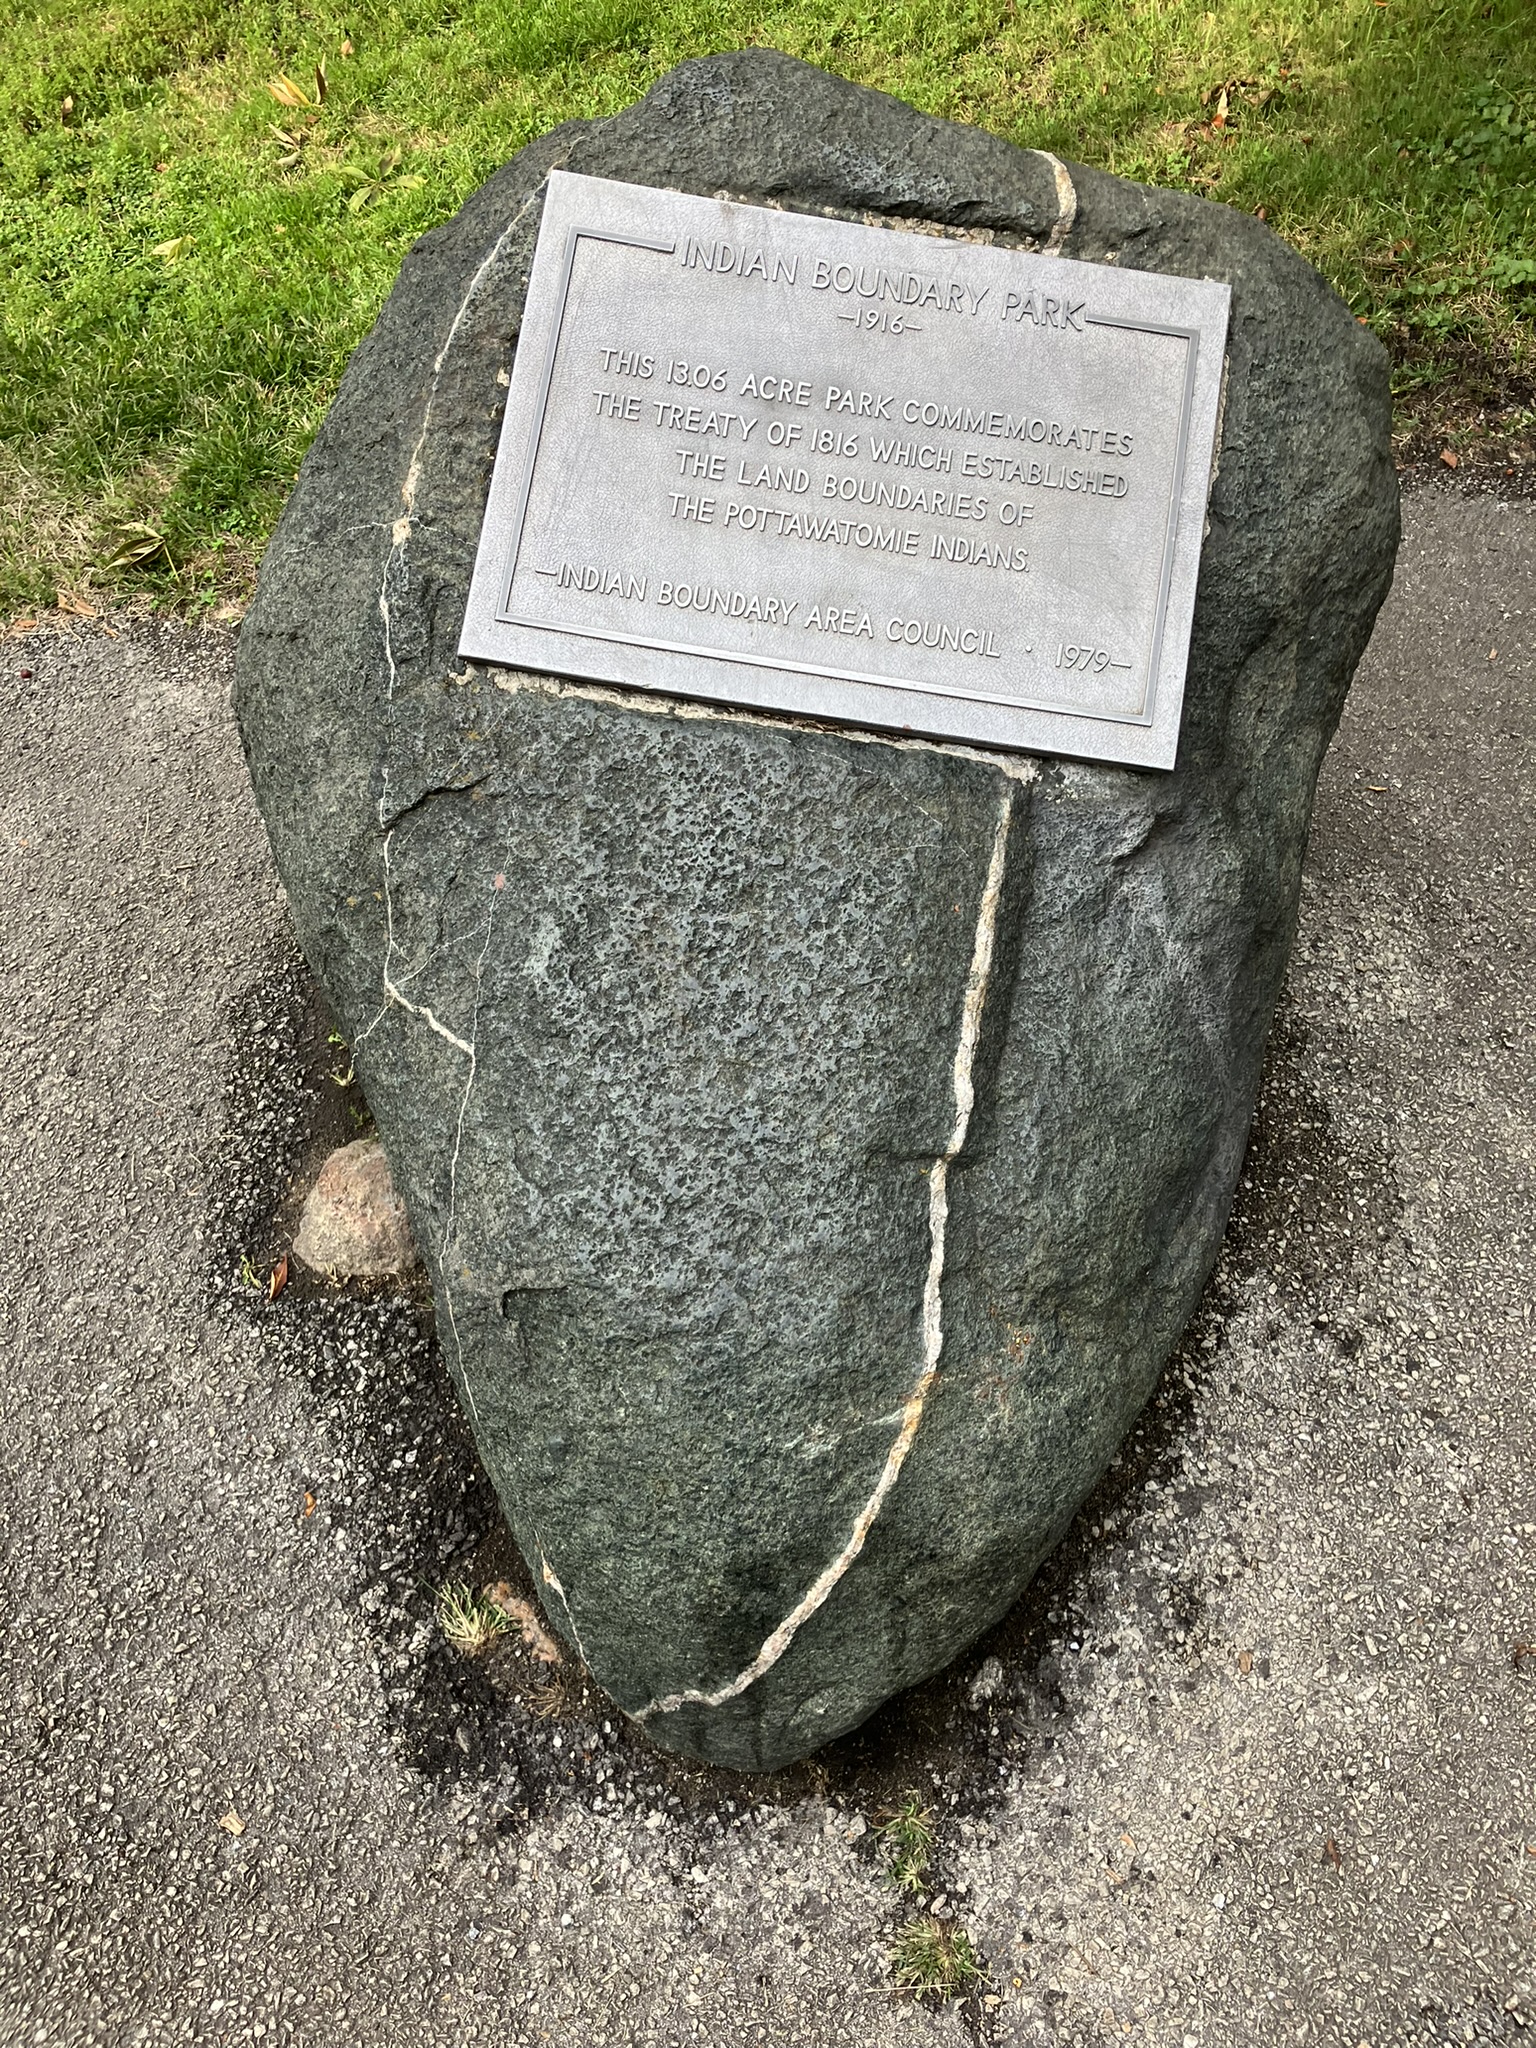 INDIAN BOUNDARY PARK
–1916–
THIS 13.06 ACRE PARK COMMEMORATES
THE TREATY OF 1816 WHICH ESTABLISHED
THE LAND BOUNDARIES OF
THE POTTAWATOMIE INDIANS.
–INDIAN BOUNDARY AREA COUNCIL · 1979–